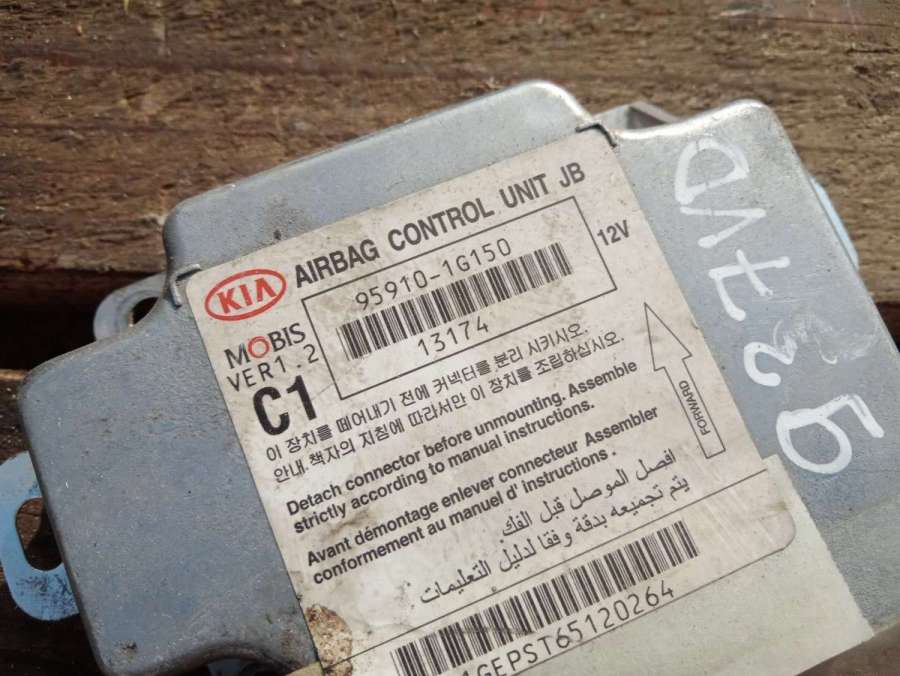 KIA AIRBAG CONTROL UNIT JB
95910-1G150
12V
13174
MOBIS
VER1.2
C1
이 장치를 떼어내기 전에 커넥터를 분리 시키시오.
안내 책자의 지침에 따라서만 이 장치를 조립하십시오.
Detach connector before unmounting. Assemble
strictly according to manual instructions.
Avant démontage enlever connecteur Assembler
conformement au manuel d' instructions .
افصل الموصل قبل الفك
يتم تجميعه بدقة وفقا لدليل التعليمات
FORWARD
GEPST65120264